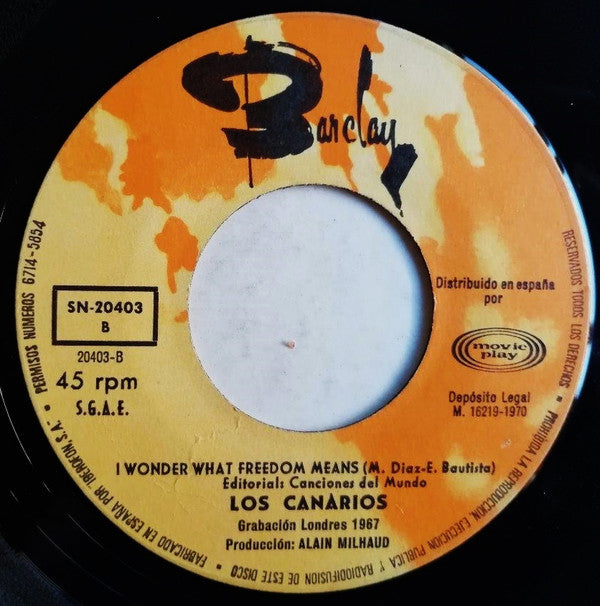 Barclay
SN-20403
B
20403-B
45 rpm
S.G.A.E.
Distribuido en españa
por
movie
play
Depósito Legal
M. 16219-1970
I WONDER WHAT FREEDOM MEANS (M. Diaz-E. Bautista)
Editorial: Canciones del Mundo
LOS CANARIOS
Grabación Londres 1967
Producción: ALAIN MILHAUD
FABRICADO EN ESPAÑA POR "IBEROFON, S. A." • PERMISOS NUMEROS 6714-5854
RESERVADOS TODOS LOS DERECHOS • PROHIBIDA LA REPRODUCCION, EJECUCION PUBLICA Y RADIODIFUSION DE ESTE DISCO •